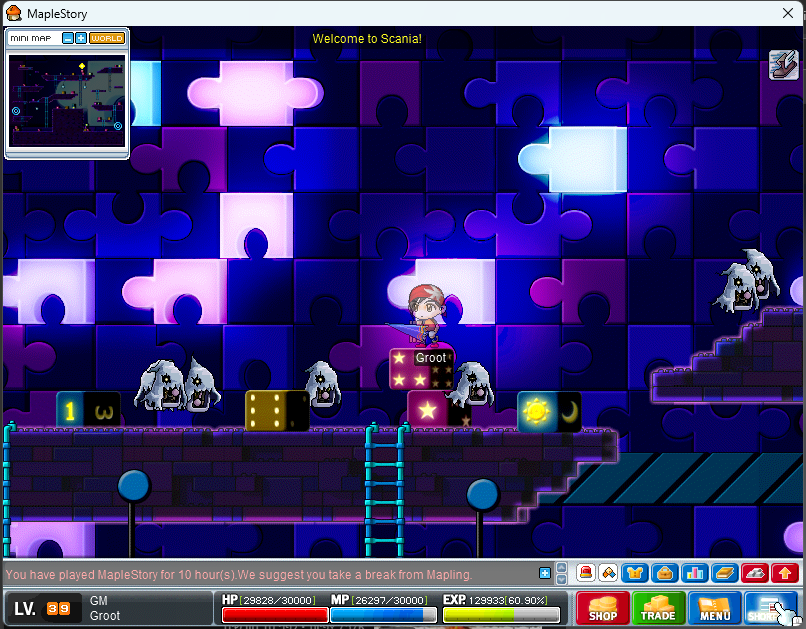 MapleStory
MINI MAP
WORLD
Welcome to Scania!
Groot
1 3
You have played MapleStory for 10 hour(s).We suggest you take a break from Mapling.
LV. 39
GM
Groot
HP[29828/30000] MP[26297/30000] EXP 129933[60.90%]
SHOP
TRADE
MENU